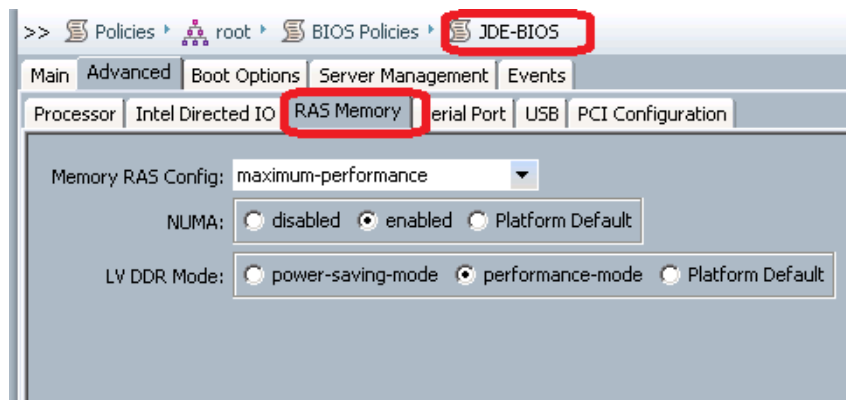 >> Policies root BIOS Policies JDE-BIOS
Main Advanced Boot Options Server Management Events
Processor Intel Directed IO RAS Memory erial Port USB PCI Configuration
Memory RAS Config: maximum-performance
NUMA: disabled enabled Platform Default
LV DDR Mode: power-saving-mode performance-mode Platform Default